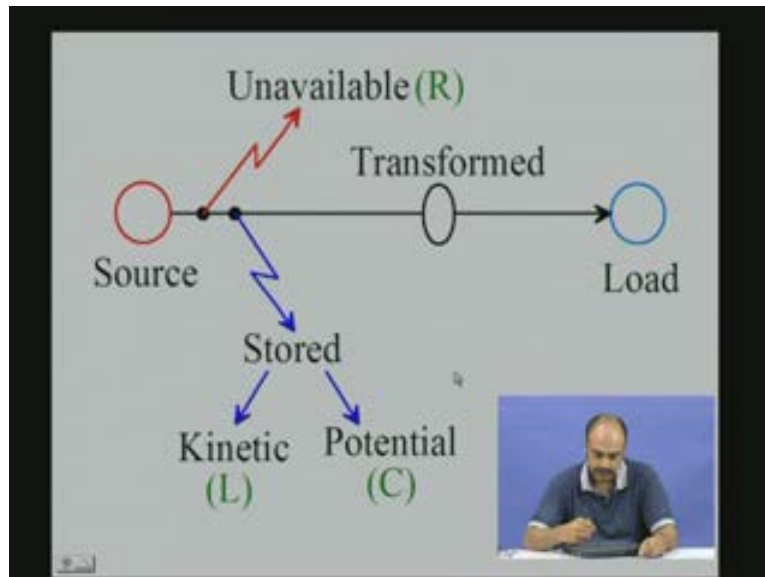 Unavailable (R)
Transformed
Source
Load
Stored
Kinetic Potential
(L) (C)